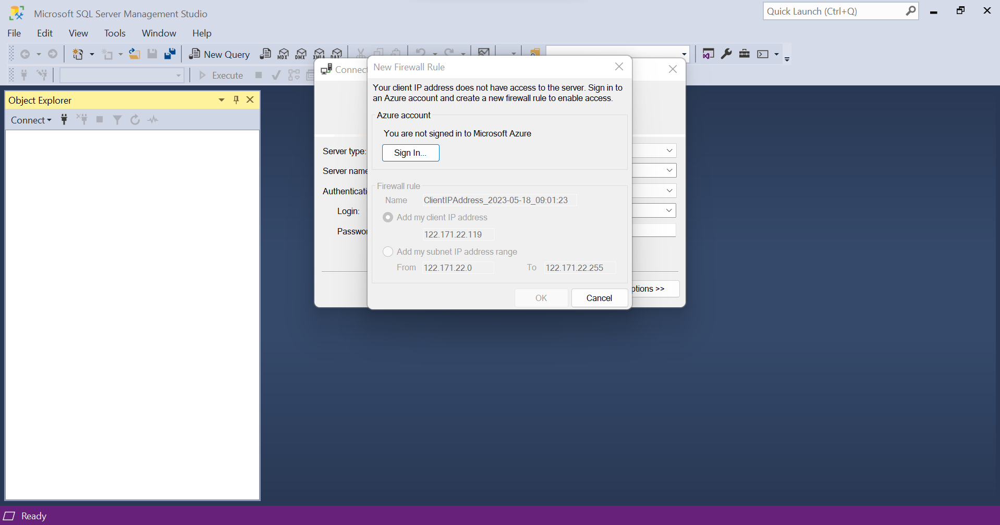 Microsoft SQL Server Management Studio
Quick Launch (Ctrl+Q)
File Edit View Tools Window Help
New Query MDX DMX XMLA DAX
Execute
Object Explorer
Connect
Connect
New Firewall Rule
Your client IP address does not have access to the server. Sign in to
an Azure account and create a new firewall rule to enable access.
Azure account
You are not signed in to Microsoft Azure
Sign In...
Server type:
Server name
Authenticati
Login:
Passwor
Firewall rule
Name ClientIPAddress_2023-05-18_09:01:23
Add my client IP address
122.171.22.119
Add my subnet IP address range
From 122.171.22.0 To 122.171.22.255
OK Cancel
ptions >>
Ready